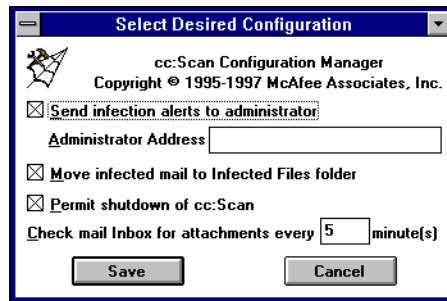 Select Desired Configuration
cc:Scan Configuration Manager
Copyright © 1995-1997 McAfee Associates, Inc.
Send infection alerts to administrator
Administrator Address
Move infected mail to Infected Files folder
Permit shutdown of cc:Scan
Check mail Inbox for attachments every 5 minute(s)
Save Cancel